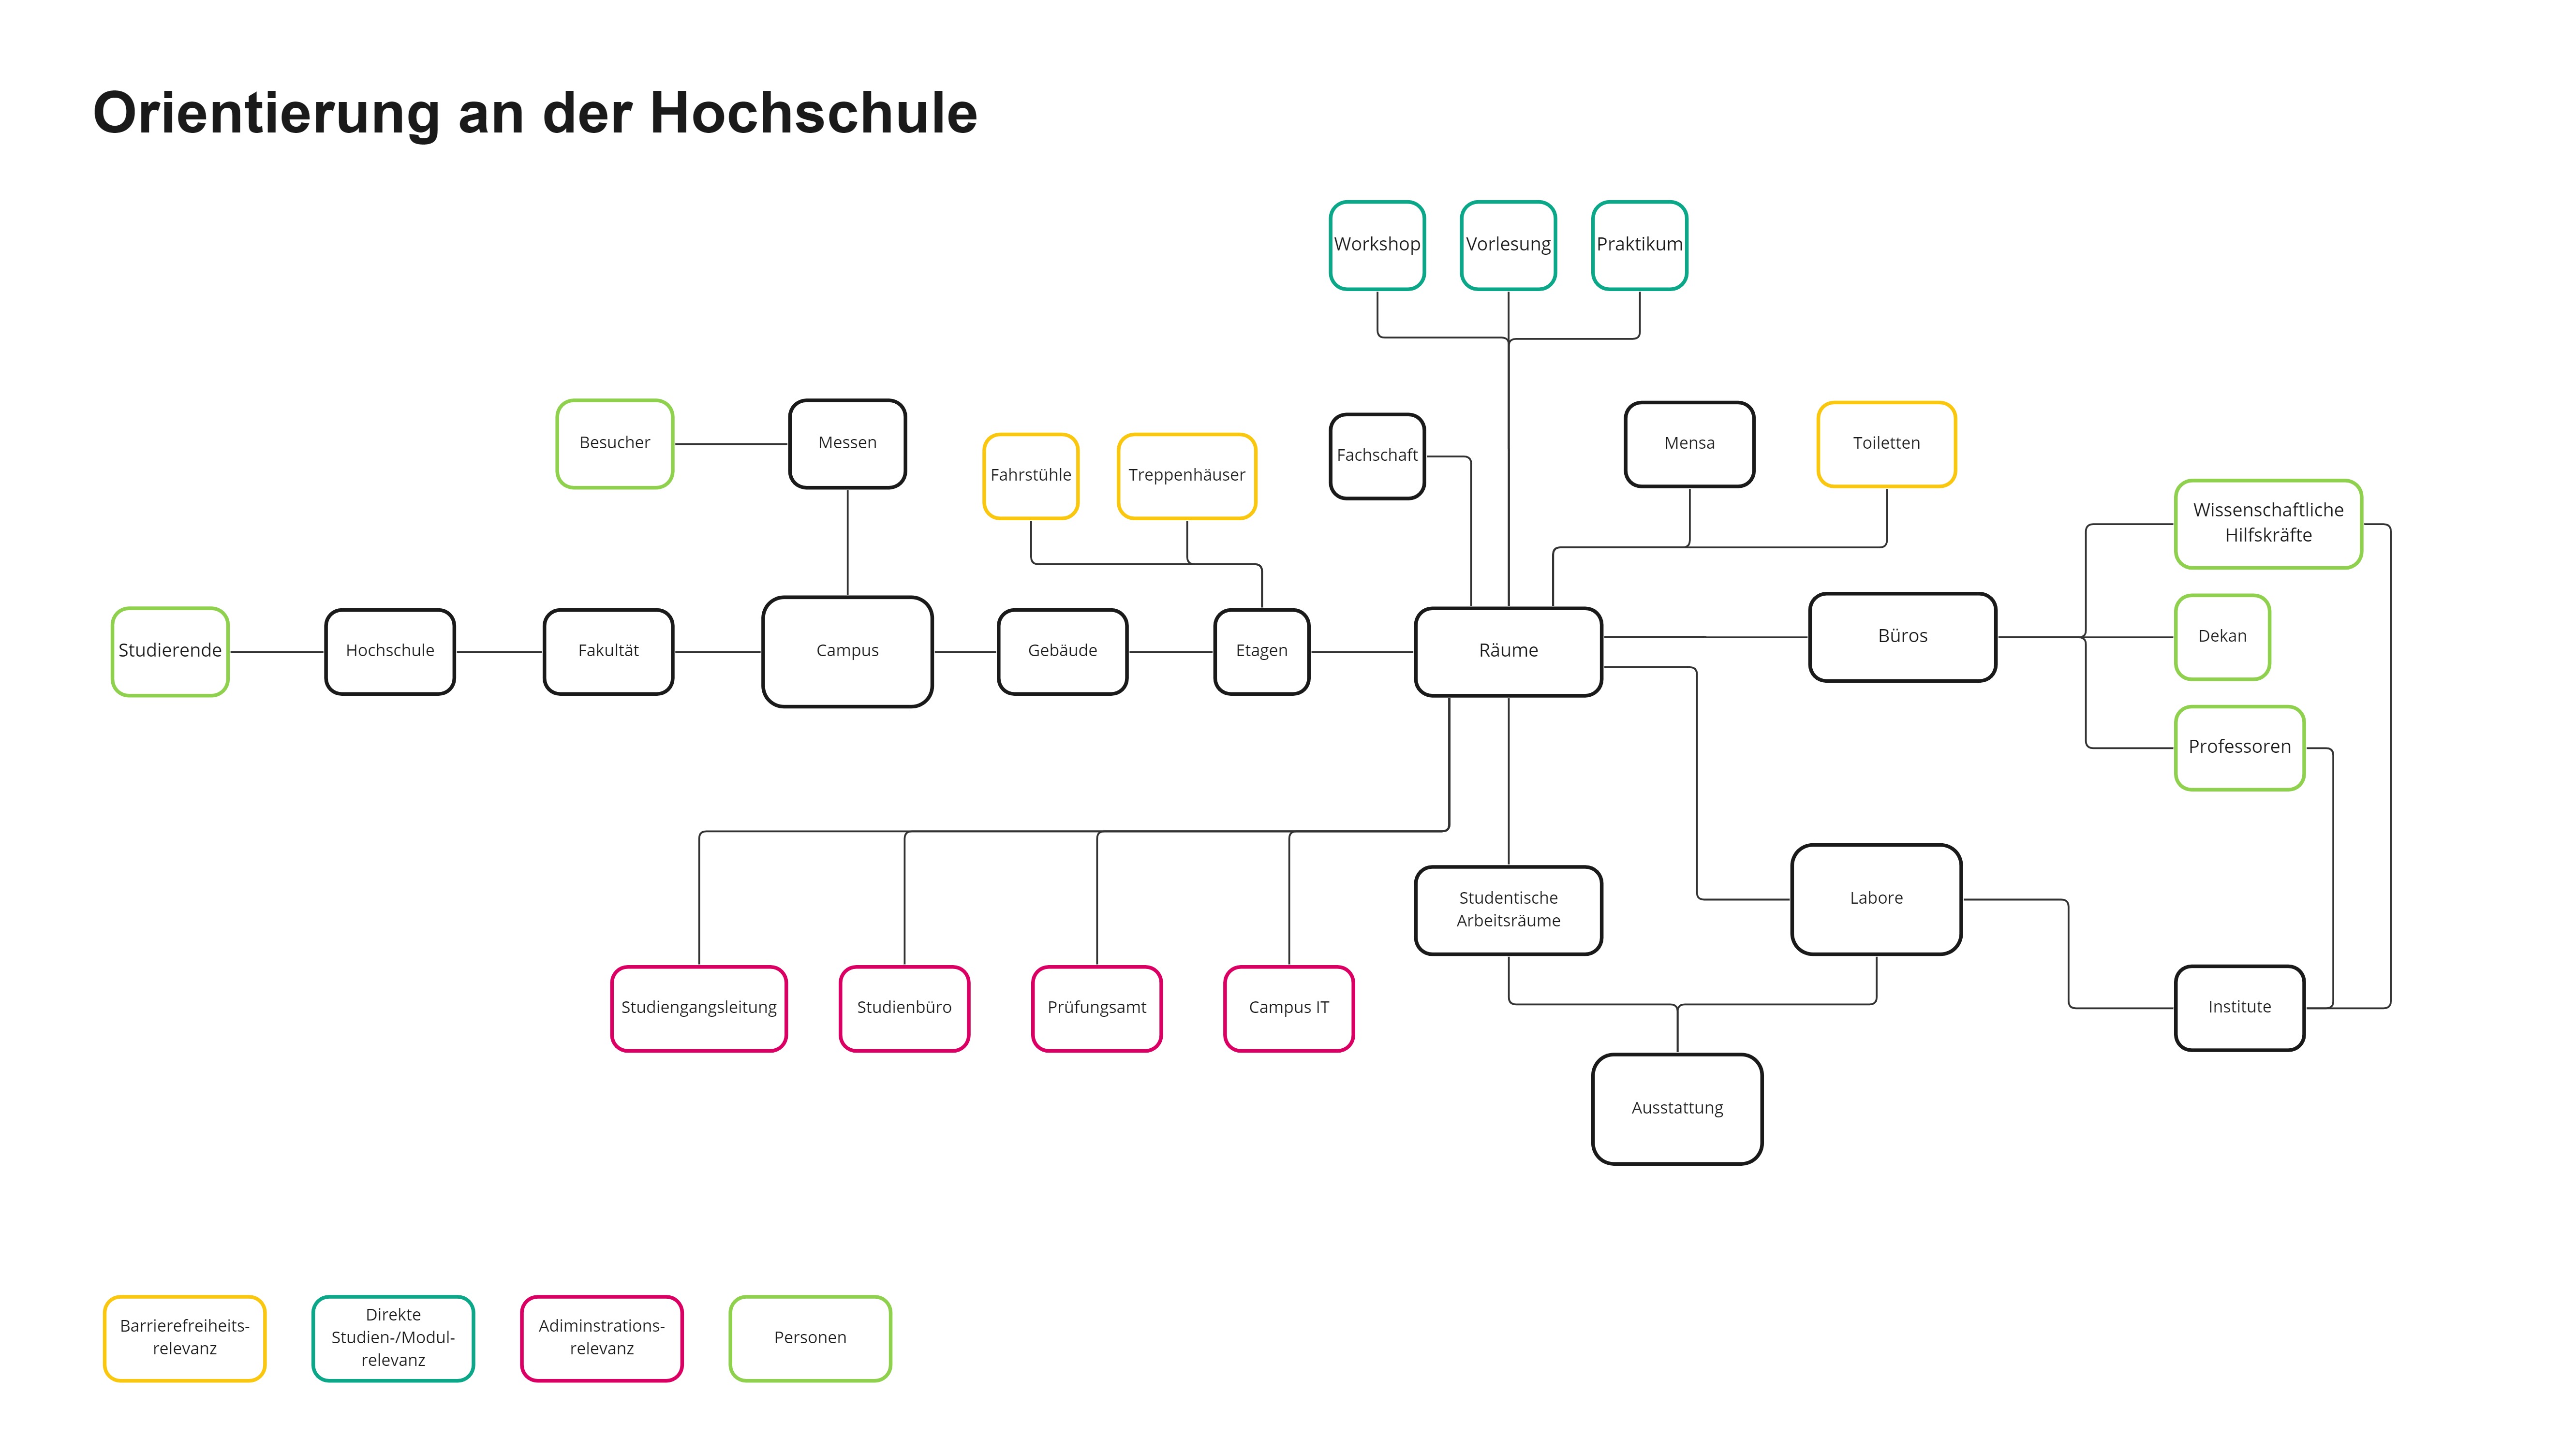 Orientierung an der Hochschule
Workshop
Vorlesung
Praktikum
Besucher
Messen
Fahrstühle
Treppenhäuser
Fachschaft
Mensa
Toiletten
Wissenschaftliche
Hilfskräfte
Studierende
Hochschule
Fakultät
Campus
Gebäude
Etagen
Räume
Büros
Dekan
Professoren
Studentische
Arbeitsräume
Labore
Studiengangsleitung
Studienbüro
Prüfungsamt
Campus IT
Institute
Ausstattung
Barrierefreiheits-
relevanz
Direkte
Studien-/Modul-
relevanz
Adiminstrations-
relevanz
Personen